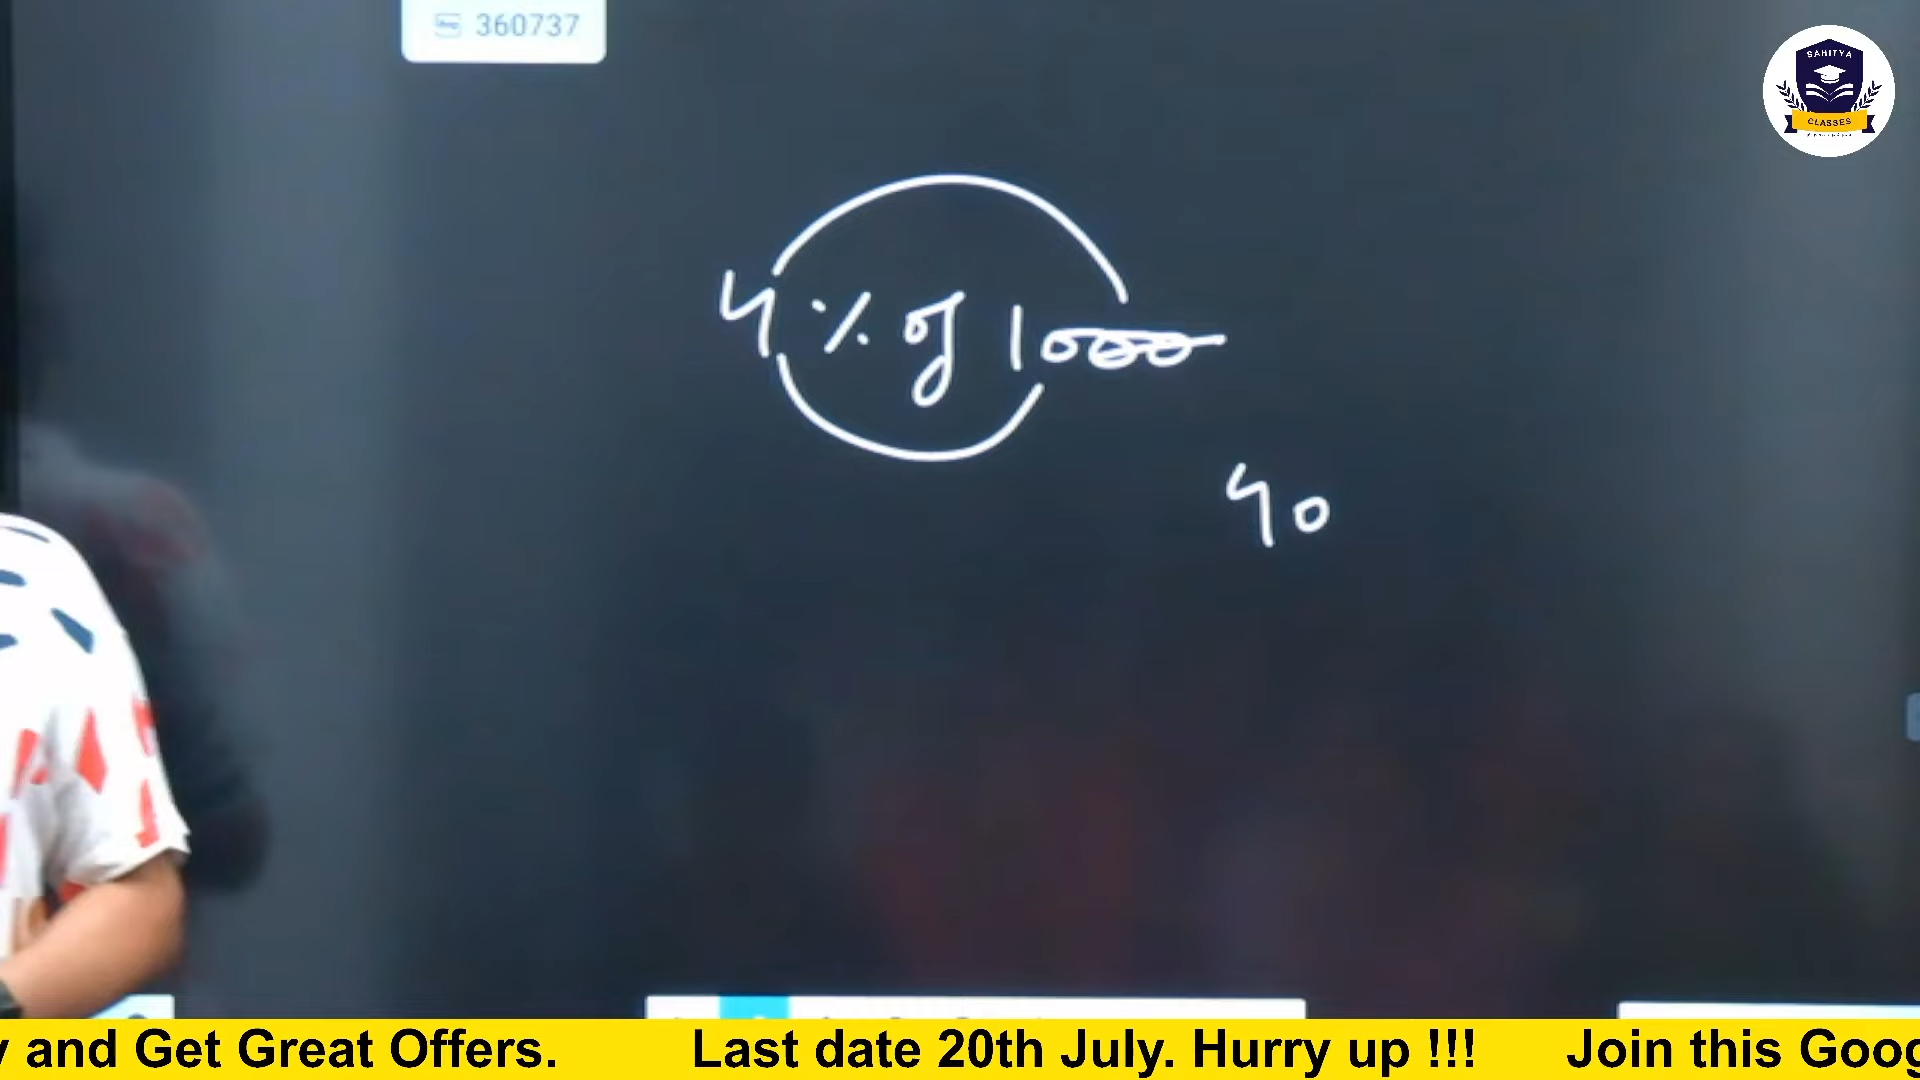 360737
SAHITYA
CLASSES
4 % of 1000
40
y and Get Great Offers. Last date 20th July. Hurry up !!! Join this Goog